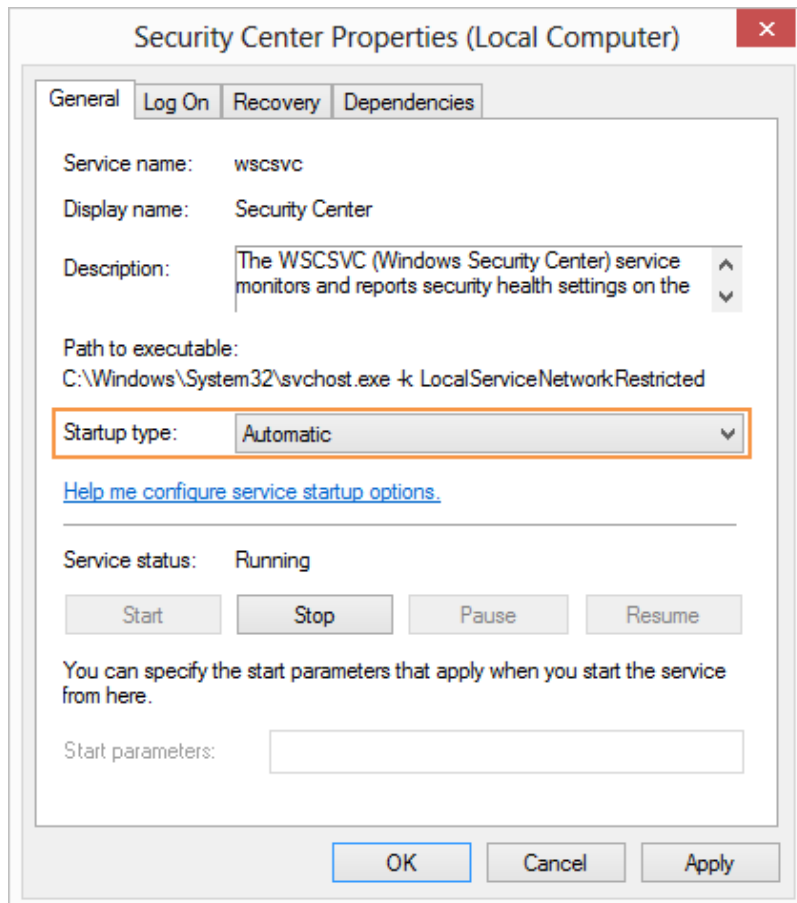 Security Center Properties (Local Computer)
General Log On Recovery Dependencies
Service name: wscsvc
Display name: Security Center
Description: The WSCSVC (Windows Security Center) service
monitors and reports security health settings on the
Path to executable:
C:\Windows\System32\svchost.exe -k LocalServiceNetworkRestricted
Startup type: Automatic
Help me configure service startup options.
Service status: Running
Start Stop Pause Resume
You can specify the start parameters that apply when you start the service
from here.
Start parameters:
OK Cancel Apply